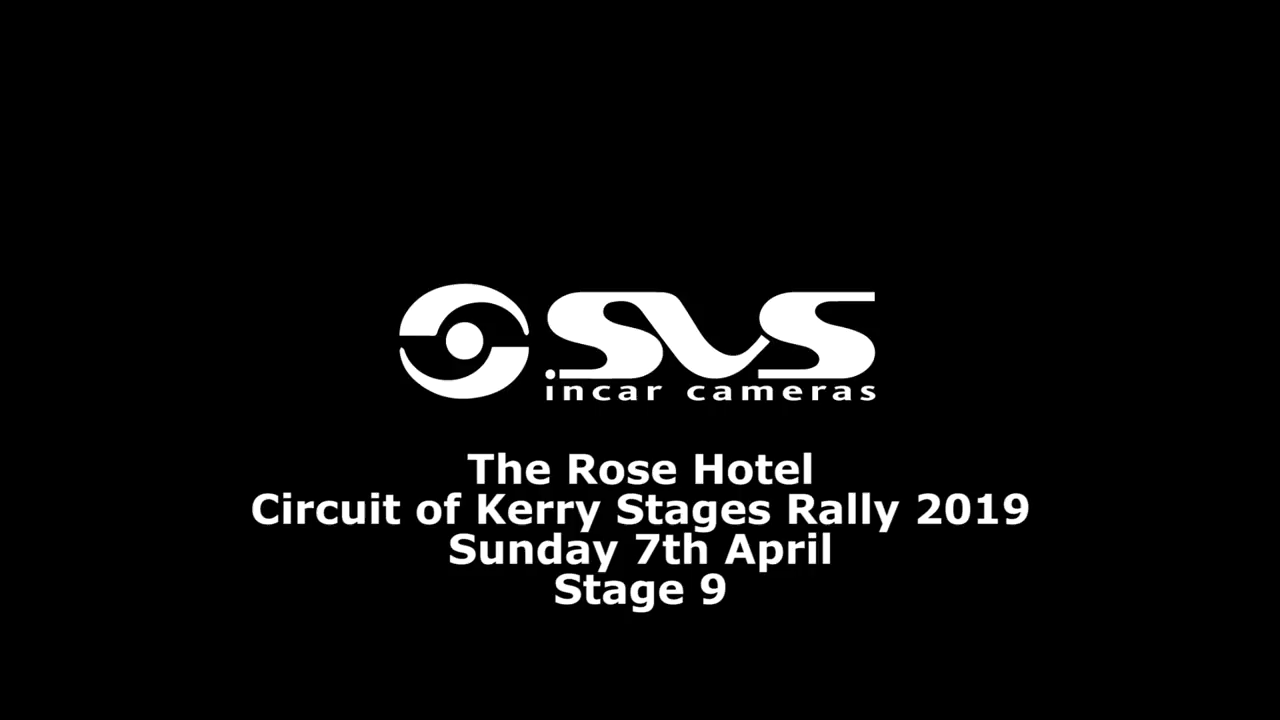 SVS
incar cameras
The Rose Hotel
Circuit of Kerry Stages Rally 2019
Sunday 7th April
Stage 9